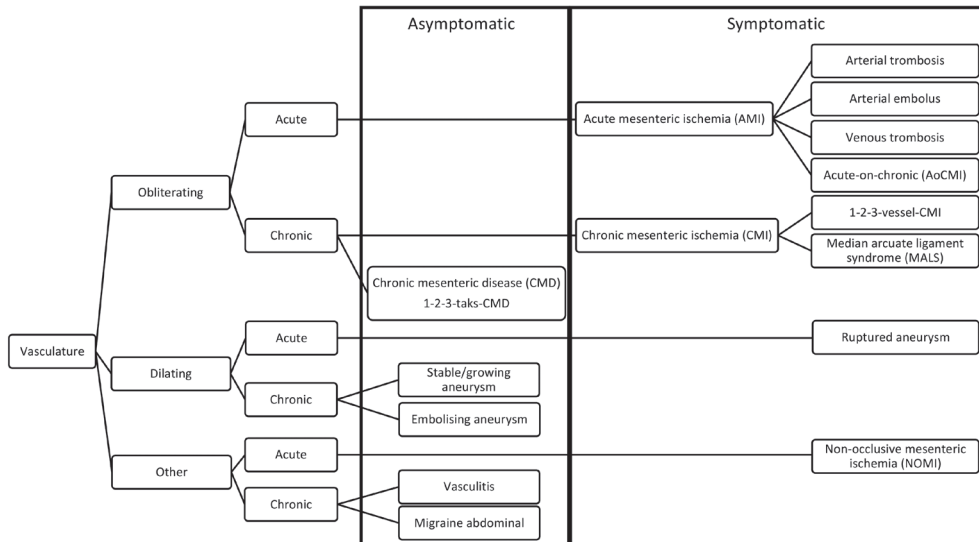 Asymptomatic
Symptomatic
Arterial trombosis
Arterial embolus
Acute
Acute mesenteric ischemia (AMI)
Venous trombosis
Acute-on-chronic (AoCMI)
Obliterating
1-2-3-vessel-CMI
Chronic
Chronic mesenteric ischemia (CMI)
Median arcuate ligament
syndrome (MALS)
Chronic mesenteric disease (CMD)
1-2-3-taks-CMD
Vasculature
Acute
Ruptured aneurysm
Dilating
Stable/growing
aneurysm
Chronic
Embolising aneurysm
Other
Acute
Non-occlusive mesenteric
ischemia (NOMI)
Chronic
Vasculitis
Migraine abdominal